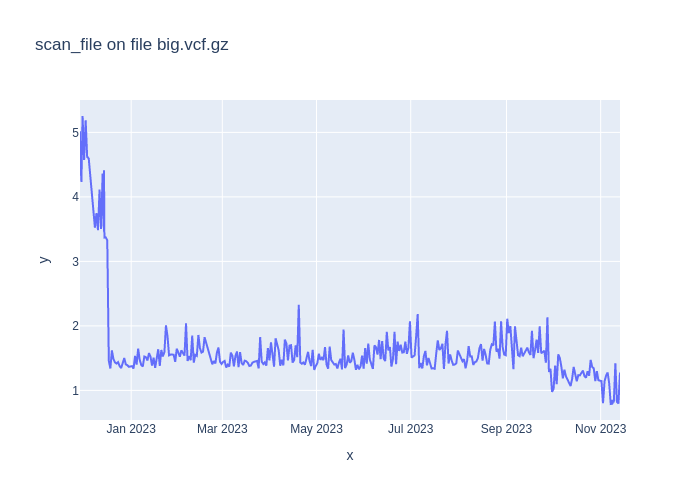 scan_file on file big.vcf.gz
5
4
3
2
1
y
Jan 2023
Mar 2023
May 2023
Jul 2023
Sep 2023
Nov 2023
x